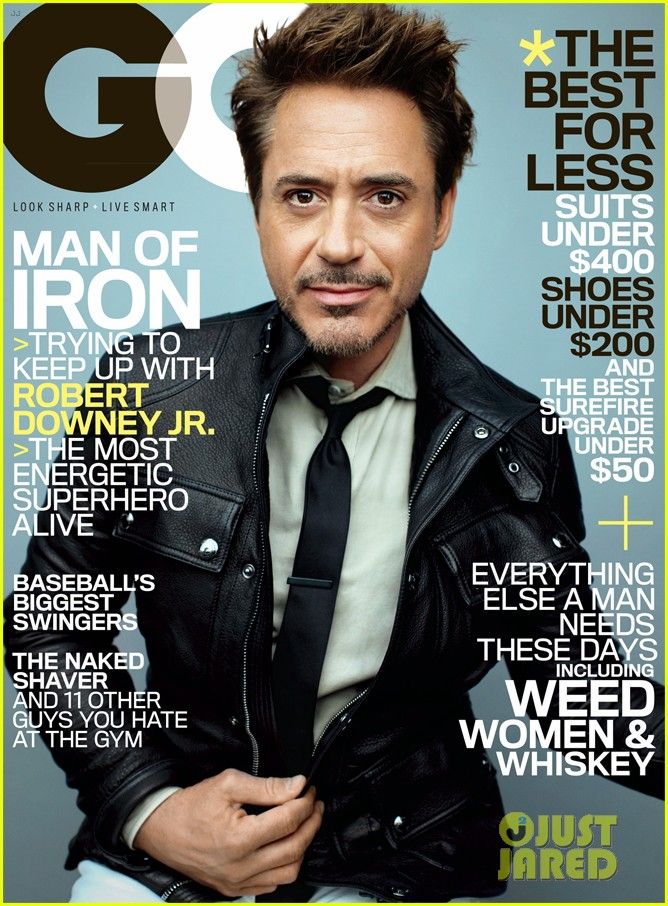 GQ
LOOK SHARP + LIVE SMART
MAN OF
IRON
>TRYING TO
KEEP UP WITH
ROBERT
DOWNEY JR.
>THE MOST
ENERGETIC
SUPERHERO
ALIVE
BASEBALL'S
BIGGEST
SWINGERS
THE NAKED
SHAVER
AND 11 OTHER
GUYS YOU HATE
AT THE GYM
*THE
BEST
FOR
LESS
SUITS
UNDER
$400
SHOES
UNDER
$200
AND
THE BEST
SUREFIRE
UPGRADE
UNDER
$50
+
EVERYTHING
ELSE A MAN
NEEDS
THESE DAYS
INCLUDING
WEED
WOMEN &
WHISKEY
JUST
JARED